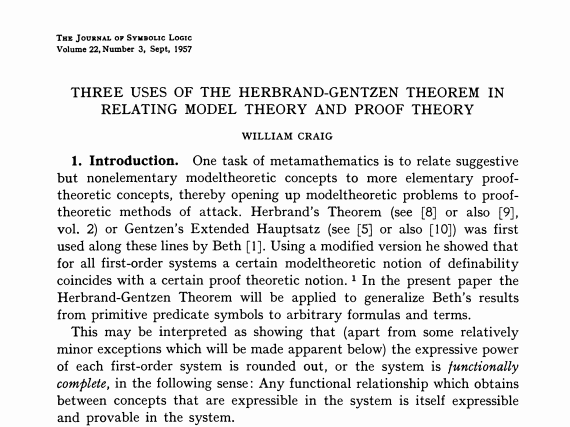 The Journal of Symbolic Logic
Volume 22, Number 3, Sept, 1957
THREE USES OF THE HERBRAND-GENTZEN THEOREM IN
RELATING MODEL THEORY AND PROOF THEORY
WILLIAM CRAIG
1. Introduction. One task of metamathematics is to relate suggestive
but nonelementary modeltheoretic concepts to more elementary proof-
theoretic concepts, thereby opening up modeltheoretic problems to proof-
theoretic methods of attack. Herbrand's Theorem (see [8] or also [9],
vol. 2) or Gentzen's Extended Hauptsatz (see [5] or also [10]) was first
used along these lines by Beth [1]. Using a modified version he showed that
for all first-order systems a certain modeltheoretic notion of definability
coincides with a certain proof theoretic notion. ¹ In the present paper the
Herbrand-Gentzen Theorem will be applied to generalize Beth's results
from primitive predicate symbols to arbitrary formulas and terms.
This may be interpreted as showing that (apart from some relatively
minor exceptions which will be made apparent below) the expressive power
of each first-order system is rounded out, or the system is functionally
complete, in the following sense: Any functional relationship which obtains
between concepts that are expressible in the system is itself expressible
and provable in the system.